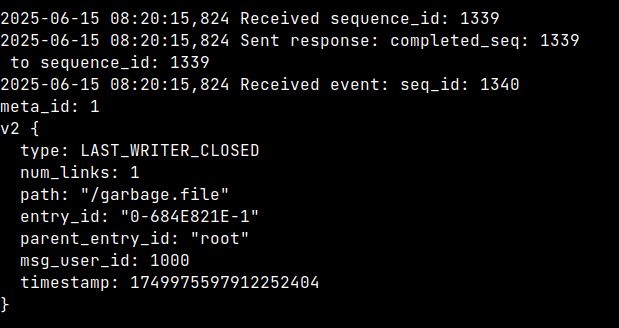 2025-06-15 08:20:15,824 Received sequence_id: 1339
2025-06-15 08:20:15,824 Sent response: completed_seq: 1339
 to sequence_id: 1339
2025-06-15 08:20:15,824 Received event: seq_id: 1340
meta_id: 1
v2 {
  type: LAST_WRITER_CLOSED
  num_links: 1
  path: "/garbage.file"
  entry_id: "0-684E821E-1"
  parent_entry_id: "root"
  msg_user_id: 1000
  timestamp: 1749975597912252404
}